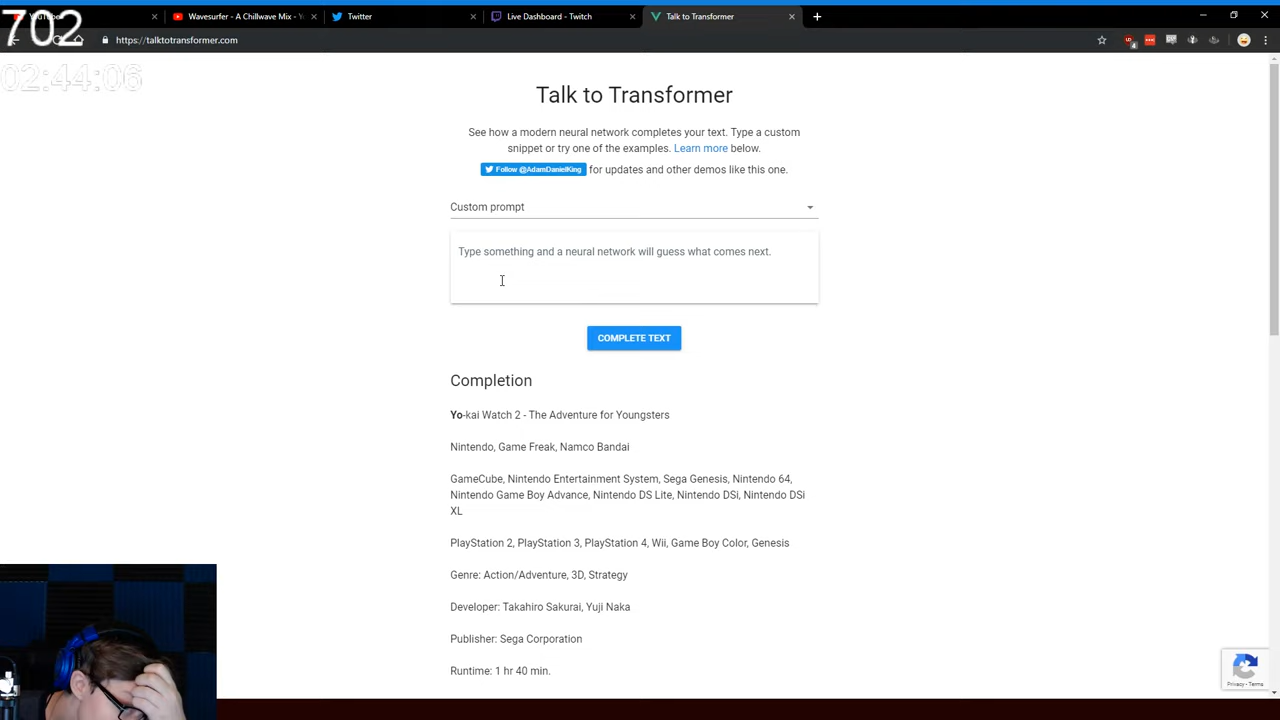 702
02:44:06
Wavesurfer - A Chillwave Mix - Yo
Twitter
Live Dashboard - Twitch
Talk to Transformer
https://talktotransformer.com
Talk to Transformer
See how a modern neural network completes your text. Type a custom
snippet or try one of the examples. Learn more below.
Follow @AdamDanielKing for updates and other demos like this one.
Custom prompt
Type something and a neural network will guess what comes next.
COMPLETE TEXT
Completion
Yo-kai Watch 2 - The Adventure for Youngsters
Nintendo, Game Freak, Namco Bandai
GameCube, Nintendo Entertainment System, Sega Genesis, Nintendo 64,
Nintendo Game Boy Advance, Nintendo DS Lite, Nintendo DSi, Nintendo DSi
XL
PlayStation 2, PlayStation 3, PlayStation 4, Wii, Game Boy Color, Genesis
Genre: Action/Adventure, 3D, Strategy
Developer: Takahiro Sakurai, Yuji Naka
Publisher: Sega Corporation
Runtime: 1 hr 40 min.
Privacy - Terms